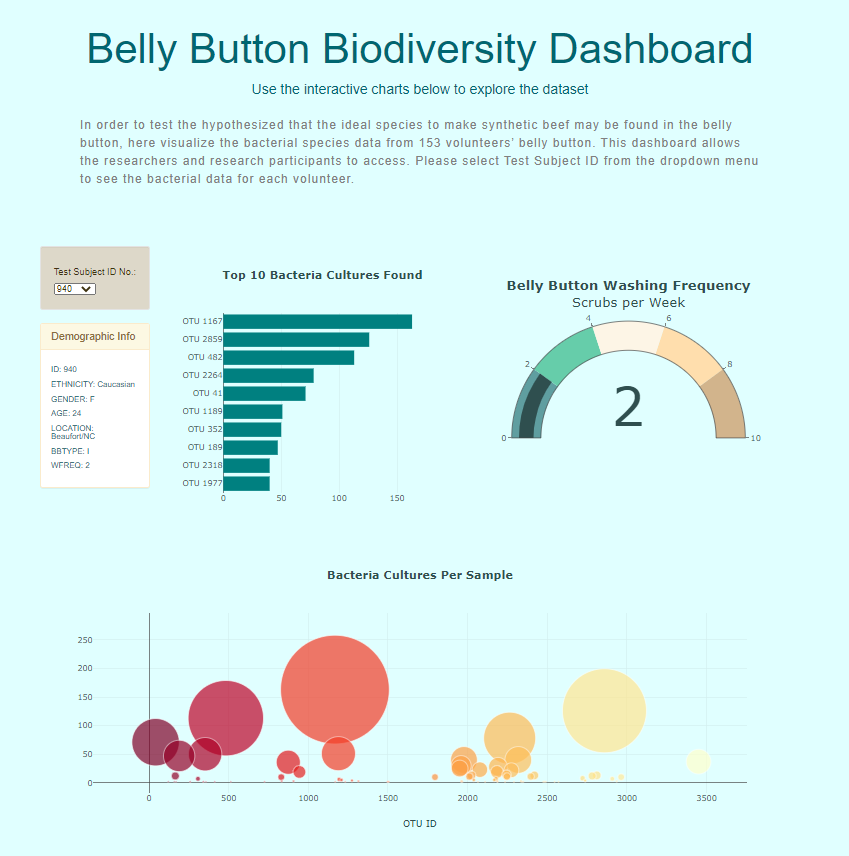 Belly Button Biodiversity Dashboard
Use the interactive charts below to explore the dataset
In order to test the hypothesized that the ideal species to make synthetic beef may be found in the belly
button, here visualize the bacterial species data from 153 volunteers' belly button. This dashboard allows
the researchers and research participants to access. Please select Test Subject ID from the dropdown menu
to see the bacterial data for each volunteer.
Test Subject ID No.:
940
Demographic Info
ID: 940
ETHNICITY: Caucasian
GENDER: F
AGE: 24
LOCATION:
Beaufort/NC
BBTYPE: I
WFREQ: 2
Top 10 Bacteria Cultures Found
OTU 1167
OTU 2859
OTU 482
OTU 2264
OTU 41
OTU 1189
OTU 352
OTU 189
OTU 2318
OTU 1977
0 50 100 150
Belly Button Washing Frequency
Scrubs per Week
4 6
2 8
2
0 10
Bacteria Cultures Per Sample
250
200
150
100
50
0
0 500 1000 1500 2000 2500 3000 3500
OTU ID